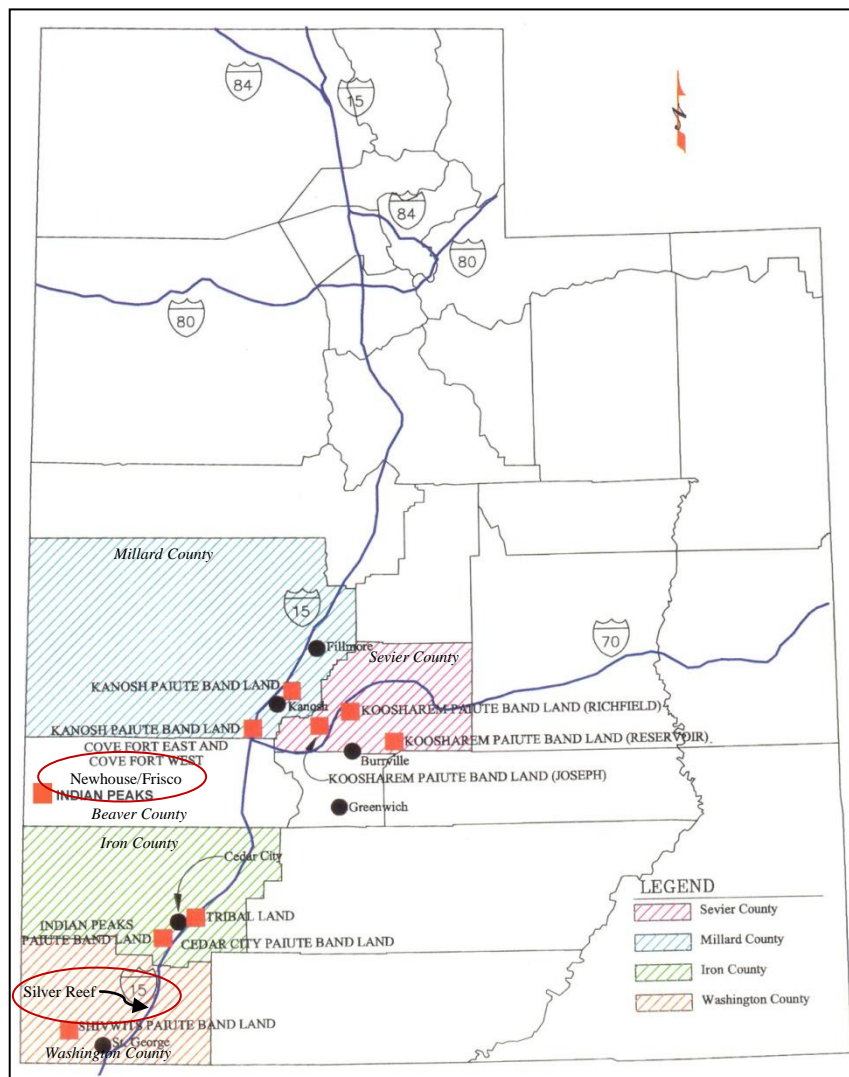 84
15
84
80
80
Millard County
15
70
Fillmore
Sevier County
KANOSH PAIUTE BAND LAND
Kanosh
KOOSHAREM PAIUTE BAND LAND (RICHFIELD)
KANOSH PAIUTE BAND LAND
COVE FORT EAST AND
COVE FORT WEST
KOOSHAREM PAIUTE BAND LAND (RESERVOIR)
Burrville
KOOSHAREM PAIUTE BAND LAND (JOSEPH)
Newhouse/Frisco
INDIAN PEAKS
Greenwich
Beaver County
Iron County
Cedar City
INDIAN PEAKS
PAIUTE BAND LAND
TRIBAL LAND
CEDAR CITY PAIUTE BAND LAND
Silver Reef
15
SHIVWITS PAIUTE BAND LAND
St. George
Washington County
LEGEND
Sevier County
Millard County
Iron County
Washington County